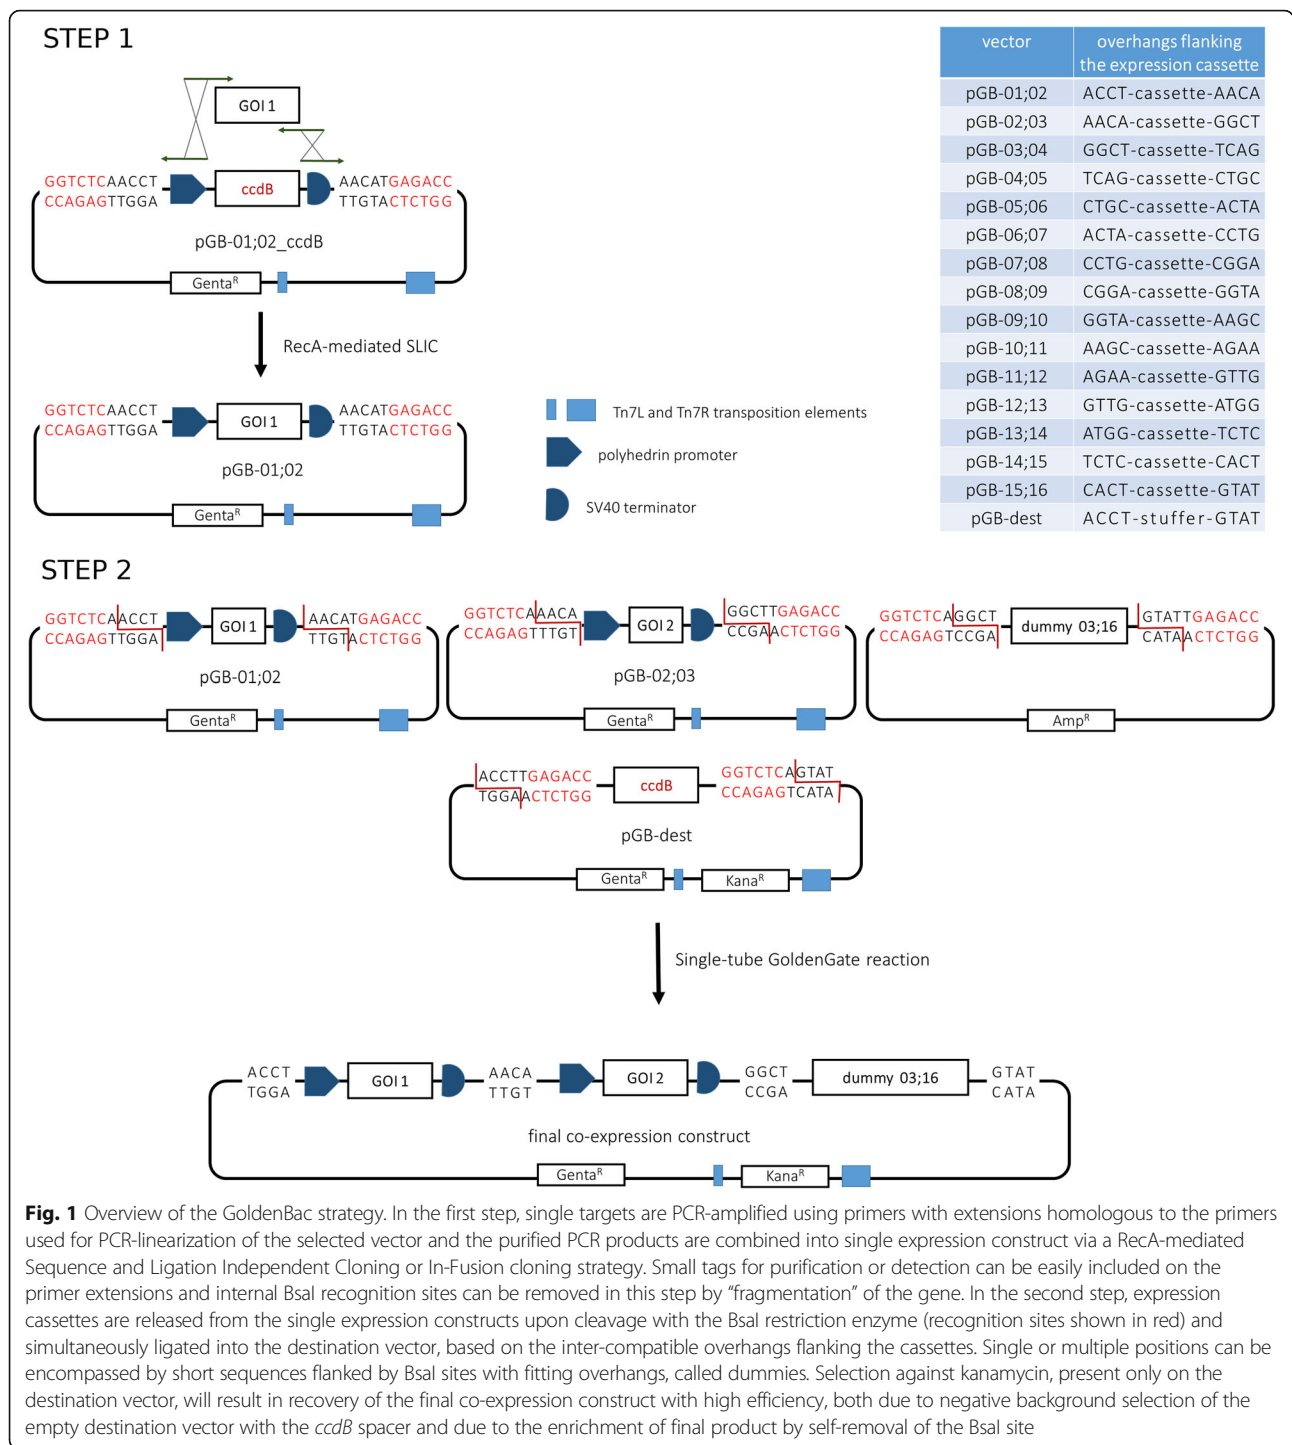 STEP 1
GOI 1
GGTCTCAACCT
CCAGAGTTGGA
ccdB
AACATGAGACC
TTGTACTCTGG
pGB-01;02_ccdB
Genta^R
RecA-mediated SLIC
GGTCTCAACCT
CCAGAGTTGGA
GOI 1
AACATGAGACC
TTGTACTCTGG
pGB-01;02
Genta^R
Tn7L and Tn7R transposition elements
polyhedrin promoter
SV40 terminator
vector overhangs flanking
the expression cassette
pGB-01;02 ACCT-cassette-AACA
pGB-02;03 AACA-cassette-GGCT
pGB-03;04 GGCT-cassette-TCAG
pGB-04;05 TCAG-cassette-CTGC
pGB-05;06 CTGC-cassette-ACTA
pGB-06;07 ACTA-cassette-CCTG
pGB-07;08 CCTG-cassette-CGGA
pGB-08;09 CGGA-cassette-GGTA
pGB-09;10 GGTA-cassette-AAGC
pGB-10;11 AAGC-cassette-AGAA
pGB-11;12 AGAA-cassette-GTTG
pGB-12;13 GTTG-cassette-ATGG
pGB-13;14 ATGG-cassette-TCTC
pGB-14;15 TCTC-cassette-CACT
pGB-15;16 CACT-cassette-GTAT
pGB-dest ACCT-stuffer-GTAT
STEP 2
GGTCTCAACCT
CCAGAGTTGGA
GOI 1
AACATGAGACC
TTGTACTCTGG
pGB-01;02
Genta^R
GGTCTCAAACA
CCAGAGTTTGT
GOI 2
GGCTTGAGACC
CCGAACTCTGG
pGB-02;03
Genta^R
GGTCTCAGGCT
CCAGAGTCCGA
dummy 03;16
GTATTGAGACC
CATAACTCTGG
Amp^R
ACCTTGAGACC
TGGAACTCTGG
ccdB
GGTCTCAGTAT
CCAGAGTCATA
pGB-dest
Genta^R
Kana^R
Single-tube GoldenGate reaction
ACCT
TGGA
GOI 1
AACA
TTGT
GOI 2
GGCT
CCGA
dummy 03;16
GTAT
CATA
final co-expression construct
Genta^R
Kana^R
Fig. 1 Overview of the GoldenBac strategy. In the first step, single targets are PCR-amplified using primers with extensions homologous to the primers
used for PCR-linearization of the selected vector and the purified PCR products are combined into single expression construct via a RecA-mediated
Sequence and Ligation Independent Cloning or In-Fusion cloning strategy. Small tags for purification or detection can be easily included on the
primer extensions and internal BsaI recognition sites can be removed in this step by “fragmentation” of the gene. In the second step, expression
cassettes are released from the single expression constructs upon cleavage with the BsaI restriction enzyme (recognition sites shown in red) and
simultaneously ligated into the destination vector, based on the inter-compatible overhangs flanking the cassettes. Single or multiple positions can be
encompassed by short sequences flanked by BsaI sites with fitting overhangs, called dummies. Selection against kanamycin, present only on the
destination vector, will result in recovery of the final co-expression construct with high efficiency, both due to negative background selection of the
empty destination vector with the ccdB spacer and due to the enrichment of final product by self-removal of the BsaI site